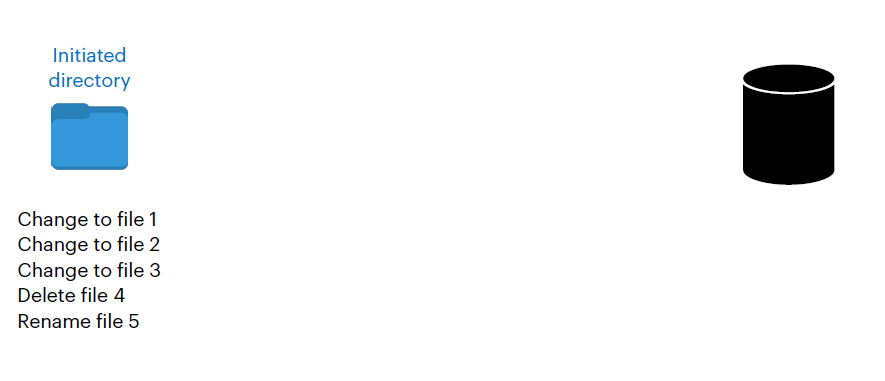 Initiated
directory
Change to file 1
Change to file 2
Change to file 3
Delete file 4
Rename file 5